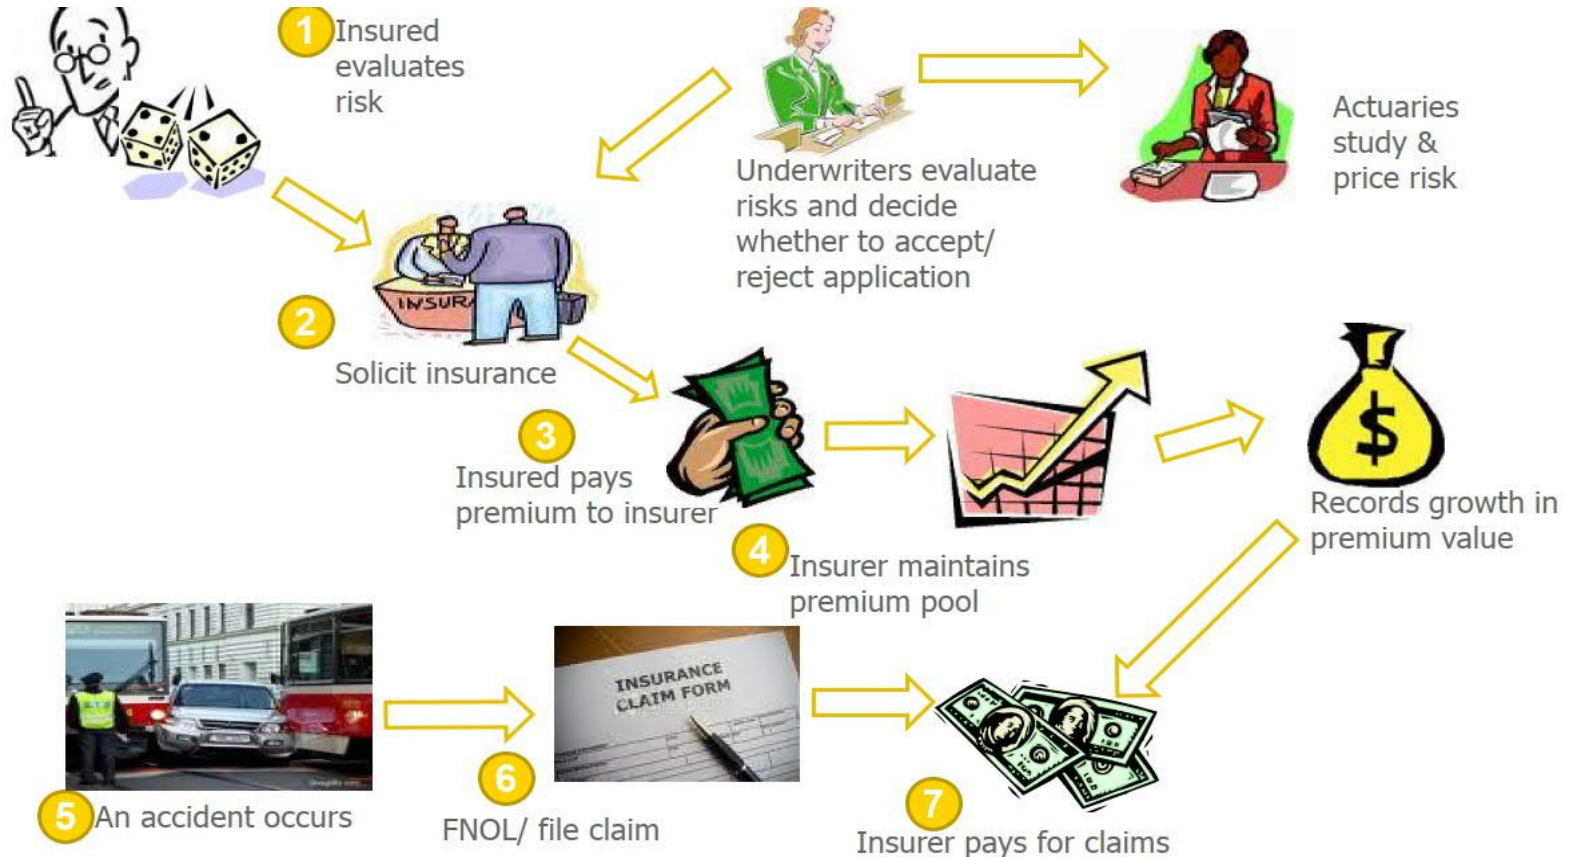 1
Insured
evaluates
risk
Underwriters evaluate
risks and decide
whether to accept/
reject application
Actuaries
study &
price risk
INSURA
2
Solicit insurance
3
Insured pays
premium to insurer
4
Insurer maintains
premium pool
$
Records growth in
premium value
5
An accident occurs
INSURANCE
CLAIM FORM
6
FNOL/ file claim
7
Insurer pays for claims